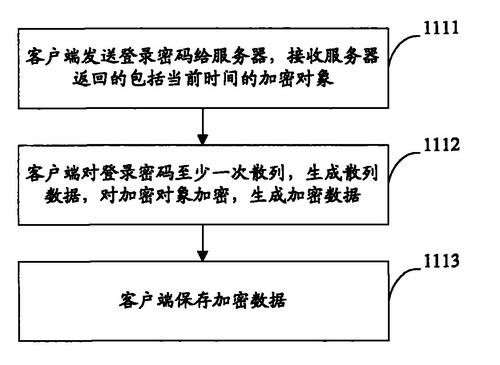 1111
客户端发送登录密码给服务器，接收服务器
返回的包括当前时间的加密对象
1112
客户端对登录密码至少一次散列，生成散列
数据，对加密对象加密，生成加密数据
1113
客户端保存加密数据